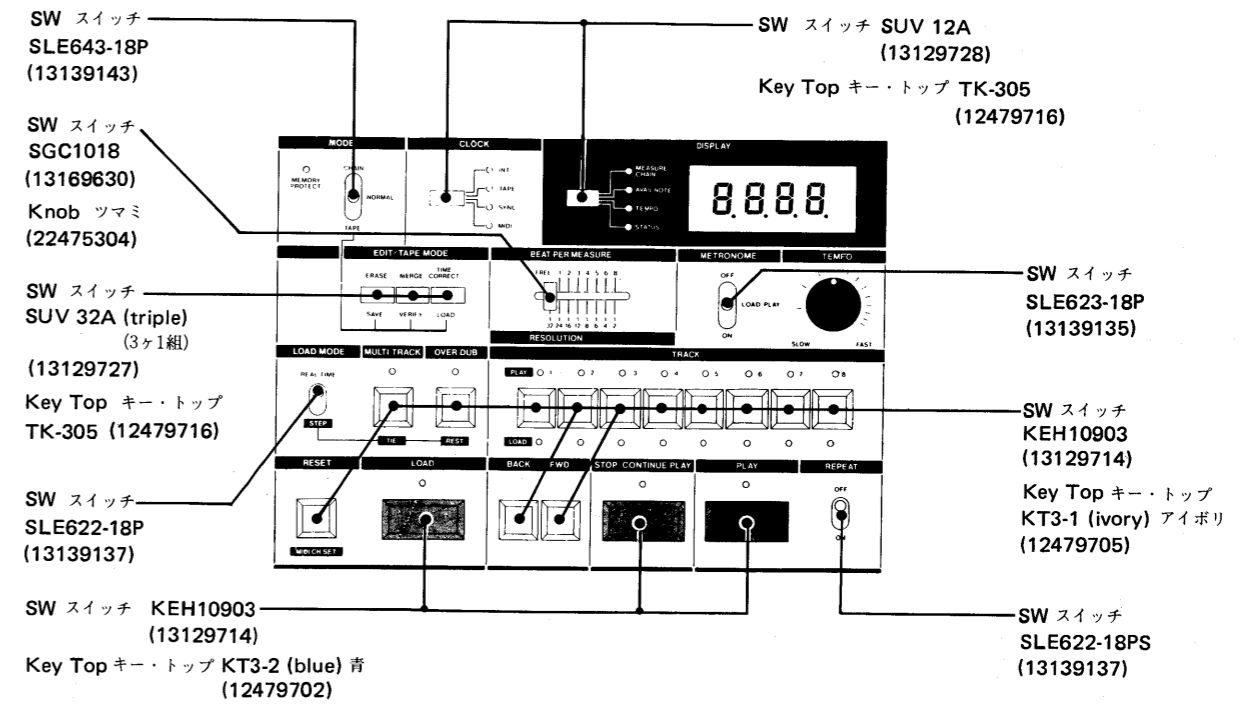 SW スイッチ
SLE643-18P
(13139143)
SW スイッチ SUV 12A
(13129728)
Key Top キー・トップ TK-305
(12479716)
SW スイッチ
SGC1018
(13169630)
Knob ツマミ
(22475304)
SW スイッチ
SUV 32A (triple)
(3ヶ1組)
(13129727)
Key Top キー・トップ
TK-305 (12479716)
SW スイッチ
SLE622-18P
(13139137)
MODE
CLOCK
DISPLAY
MEMORY PROTECT
CHAIN
NORMAL
TAPE
INT
TAPE
SYNC
MIDI
MEASURE
CHAIN
AVAIL NOTE
TEMPO
STATUS
8.8.8.8.
EDIT/TAPE MODE
BEAT PER MEASURE
METRONOME
TEMPO
ERASE MERGE TIME CORRECT
SAVE VERIFY LOAD
FREE 1 2 3 4 5 6 8
32 24 16 12 8 6 4 2
RESOLUTION
OFF
LOAD PLAY
ON
SLOW FAST
LOAD MODE
MULTI TRACK
OVER DUB
TRACK
REAL TIME
STEP
TIE
REST
PLAY 1 2 3 4 5 6 7 8
LOAD
RESET
LOAD
BACK FWD
STOP CONTINUE PLAY
PLAY
REPEAT
MIDI CH SET
OFF
ON
SW スイッチ
SLE623-18P
(13139135)
SW スイッチ
KEH10903
(13129714)
Key Top キー・トップ
KT3-1 (ivory) アイボリ
(12479705)
SW スイッチ KEH10903
(13129714)
Key Top キー・トップ KT3-2 (blue) 青
(12479702)
SW スイッチ
SLE622-18PS
(13139137)